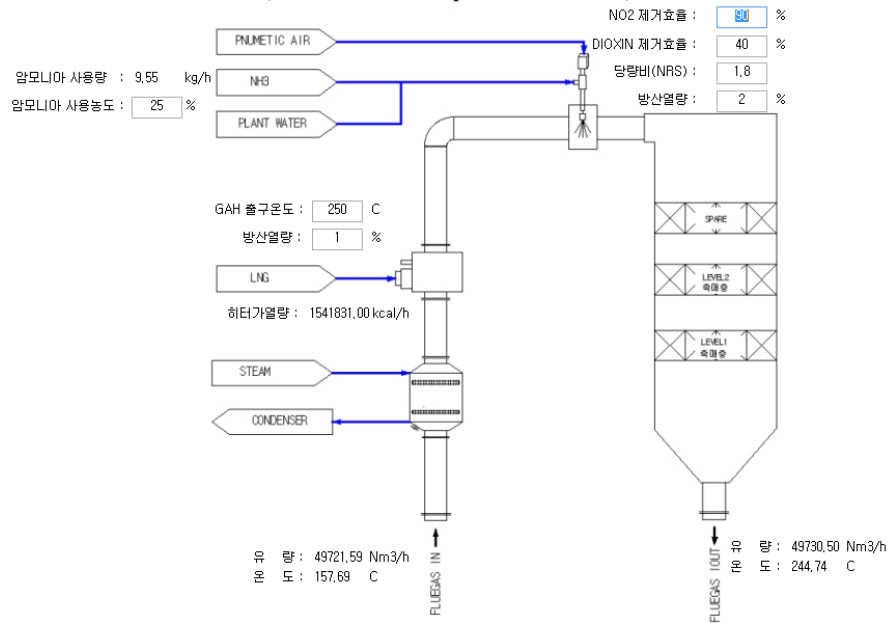 NO2 제거효율 : 90 %
PNUMETIC AIR
DIOXIN 제거효율 : 40 %
암모니아 사용량 : 9,55 kg/h
NH3
당량비(NRS) : 1,8
암모니아 사용농도 : 25 %
방산열량 : 2 %
PLANT WATER
GAH 출구온도 : 250 C
SPARE
방산열량 : 1 %
LNG
LEVEL2
촉매층
히터가열량 : 1541831,00 kcal/h
LEVEL1
촉매층
STEAM
CONDENSER
유 량 : 49721,59 Nm3/h
온 도 : 157,69 C
FLUEGAS IN
유 량 : 49730,50 Nm3/h
온 도 : 244,74 C
FLUEGAS IOUT